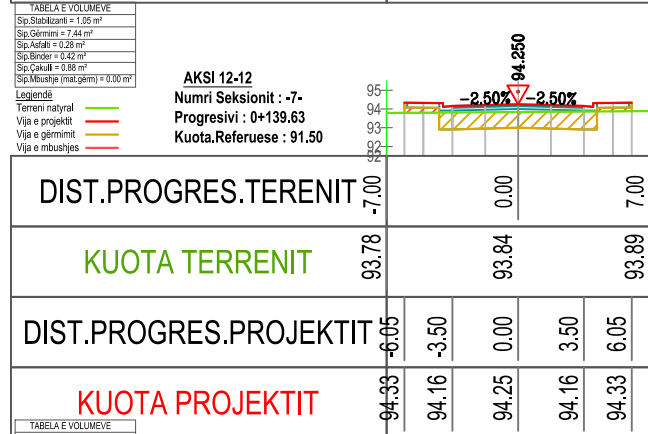 TABELA E VOLUMEVE
Sip.Stabilizanti = 1.05 m²
Sip.Gërmimi = 7.44 m²
Sip.Asfalti = 0.28 m²
Sip.Binder = 0.42 m²
Sip.Çakulli = 0.88 m²
Sip.Mbushje (mat.gërm) = 0.00 m²
Legjendë
Terreni natyral
Vija e projektit
Vija e gërmimit
Vija e mbushjes
AKSI 12-12
Numri Seksionit : -7-
Progresivi : 0+139.63
Kuota.Referuese : 91.50
94.250
-2.50% -2.50%
95
94
93
92
DIST.PROGRES.TERENIT -7.00 0.00 7.00
KUOTA TERRENIT 93.78 93.84 93.89
DIST.PROGRES.PROJEKTIT -6.05 -3.50 0.00 3.50 6.05
KUOTA PROJEKTIT 94.33 94.16 94.25 94.16 94.33
TABELA E VOLUMEVE